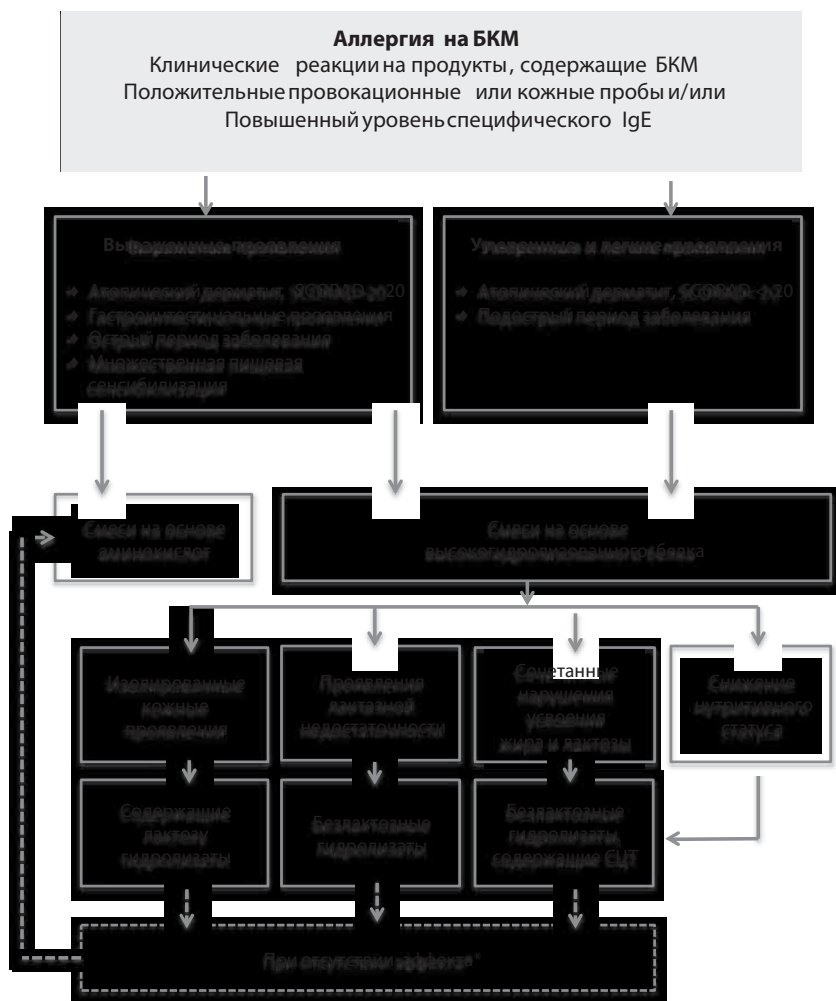 Аллергия на БКМ
Клинические реакции на продукты, содержащие БКМ
Положительные провокационные или кожные пробы и/или
Повышенный уровень специфического IgE
Выраженные проявления
Атопический дерматит, SCORAD > 20
Гастроинтестинальные проявления
Острый период заболевания
Множественная пищевая
сенсибилизация
Умеренные и легкие проявления
Атопический дерматит, SCORAD < 20
Подострый период заболевания
Смеси на основе
аминокислот
Смеси на основе
высокогидролизованного белка
Изолированные
кожные
проявления
Проявления
лактазной
недостаточности
Сочетанные
нарушения
усвоения
жира и лактозы
Снижение
нутритивного
статуса
Содержащие
лактозу
гидролизаты
Безлактозные
гидролизаты
Безлактозные
гидролизаты
содержащие СЦТ
При отсутствии эффекта*